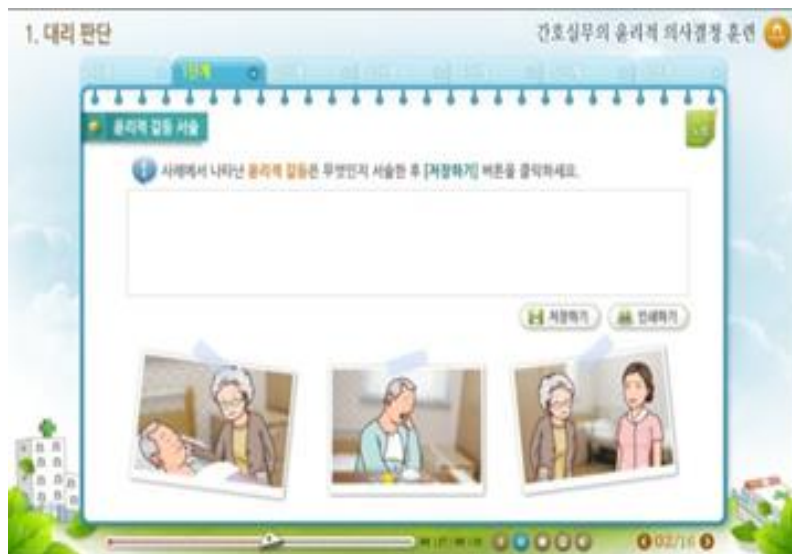 1. 대리 판단
간호실무의 윤리적 의사결정 훈련
단계
윤리적 갈등 서술
사례에서 나타난 윤리적 갈등은 무엇인지 서술한 후 [저장하기] 버튼을 클릭하세요.
저장하기
인쇄하기
02/16